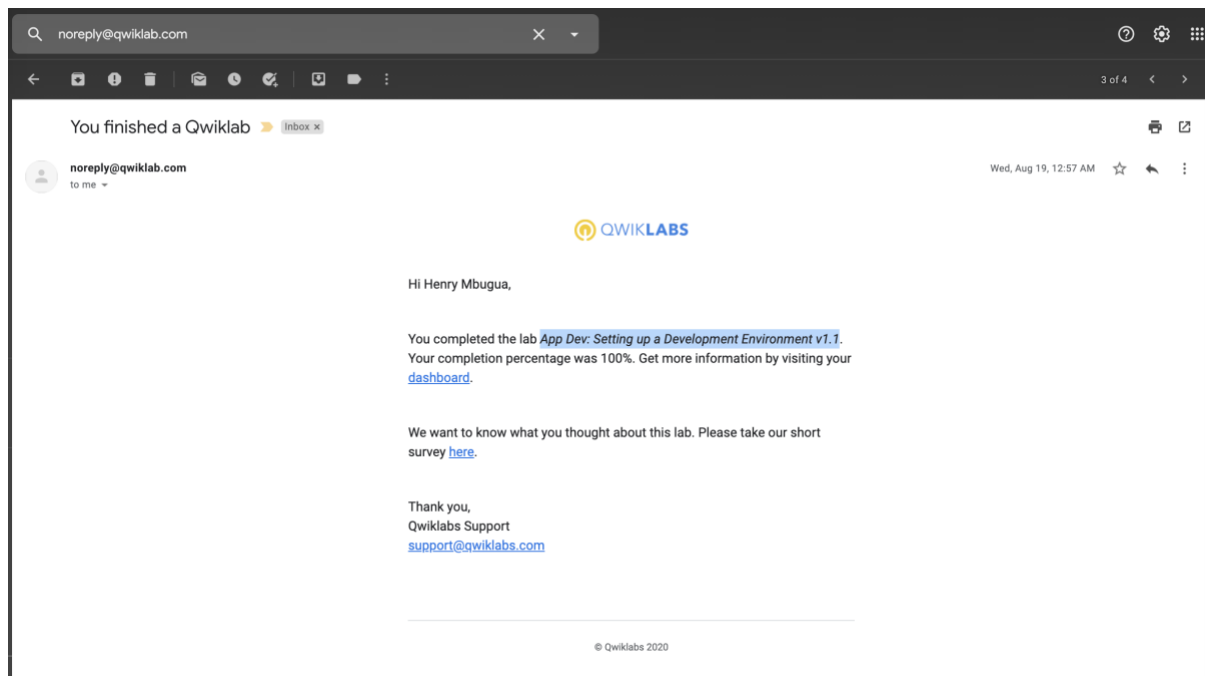 noreply@qwiklab.com
3 of 4
You finished a Qwiklab
Inbox ×
noreply@qwiklab.com
Wed, Aug 19, 12:57 AM
to me
QWIKLABS
Hi Henry Mbugua,
You completed the lab App Dev: Setting up a Development Environment v1.1.
Your completion percentage was 100%. Get more information by visiting your
dashboard.
We want to know what you thought about this lab. Please take our short
survey here.
Thank you,
Qwiklabs Support
support@qwiklabs.com
© Qwiklabs 2020